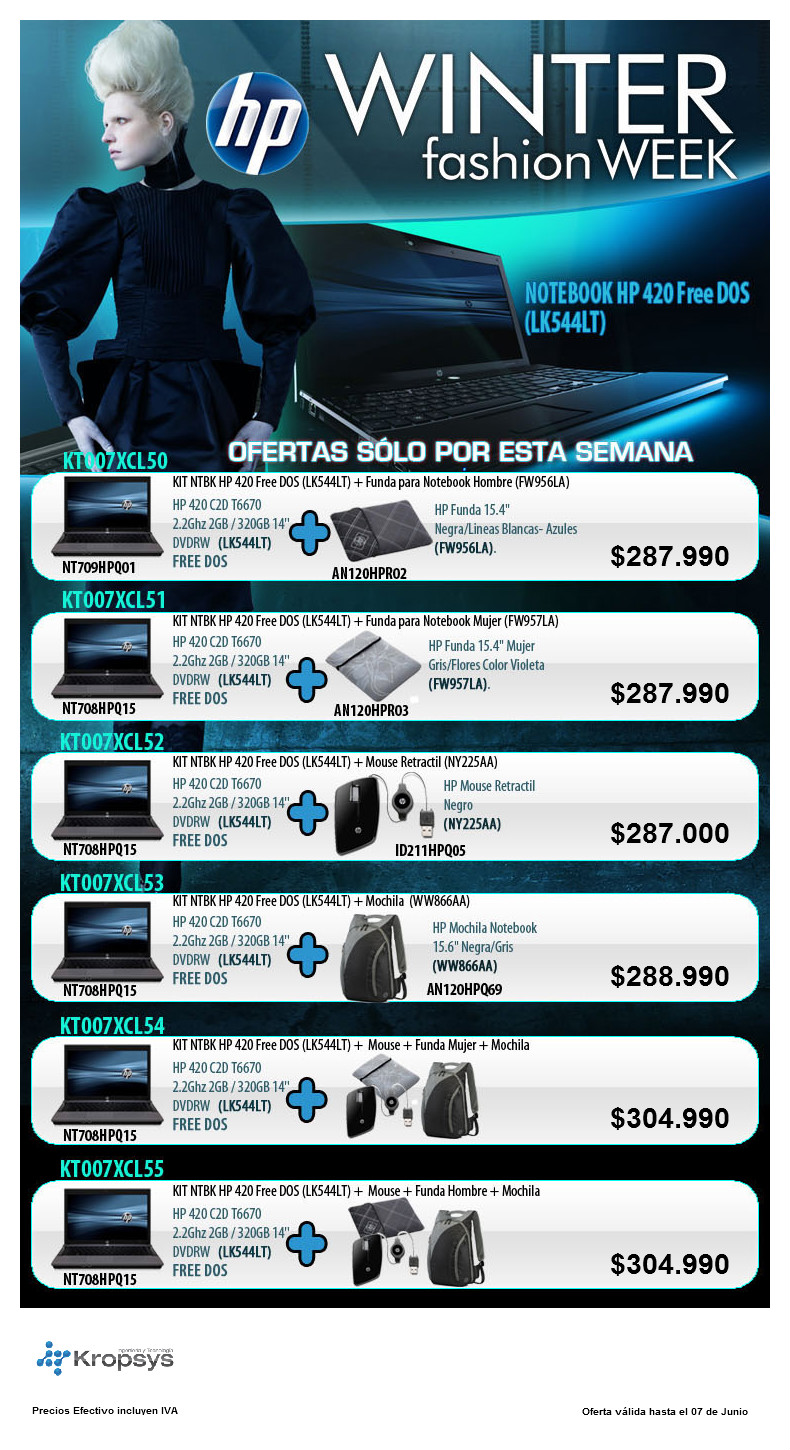 hp
WINTER
fashion WEEK
NOTEBOOK HP 420 Free DOS
(LK544LT)
OFERTAS SÓLO POR ESTA SEMANA
KT007XCL50
KIT NTBK HP 420 Free DOS (LK544LT) + Funda para Notebook Hombre (FW956LA)
HP 420 C2D T6670
2.2Ghz 2GB / 320GB 14"
DVDRW (LK544LT)
FREE DOS
NT709HPQ01
AN120HPR02
HP Funda 15.4"
Negra/Lineas Blancas- Azules
(FW956LA).
$287.990
KT007XCL51
KIT NTBK HP 420 Free DOS (LK544LT) + Funda para Notebook Mujer (FW957LA)
HP 420 C2D T6670
2.2Ghz 2GB / 320GB 14"
DVDRW (LK544LT)
FREE DOS
NT708HPQ15
AN120HPR03
HP Funda 15.4" Mujer
Gris/Flores Color Violeta
(FW957LA).
$287.990
KT007XCL52
KIT NTBK HP 420 Free DOS (LK544LT) + Mouse Retractil (NY225AA)
HP 420 C2D T6670
2.2Ghz 2GB / 320GB 14"
DVDRW (LK544LT)
FREE DOS
NT708HPQ15
ID211HPQ05
HP Mouse Retractil
Negro
(NY225AA)
$287.000
KT007XCL53
KIT NTBK HP 420 Free DOS (LK544LT) + Mochila (WW866AA)
HP 420 C2D T6670
2.2Ghz 2GB / 320GB 14"
DVDRW (LK544LT)
FREE DOS
NT708HPQ15
HP Mochila Notebook
15.6" Negra/Gris
(WW866AA)
AN120HPQ69
$288.990
KT007XCL54
KIT NTBK HP 420 Free DOS (LK544LT) + Mouse + Funda Mujer + Mochila
HP 420 C2D T6670
2.2Ghz 2GB / 320GB 14"
DVDRW (LK544LT)
FREE DOS
NT708HPQ15
$304.990
KT007XCL55
KIT NTBK HP 420 Free DOS (LK544LT) + Mouse + Funda Hombre + Mochila
HP 420 C2D T6670
2.2Ghz 2GB / 320GB 14"
DVDRW (LK544LT)
FREE DOS
NT708HPQ15
$304.990
Ingeniería y Tecnología
Kropsys
Precios Efectivo incluyen IVA
Oferta válida hasta el 07 de Junio